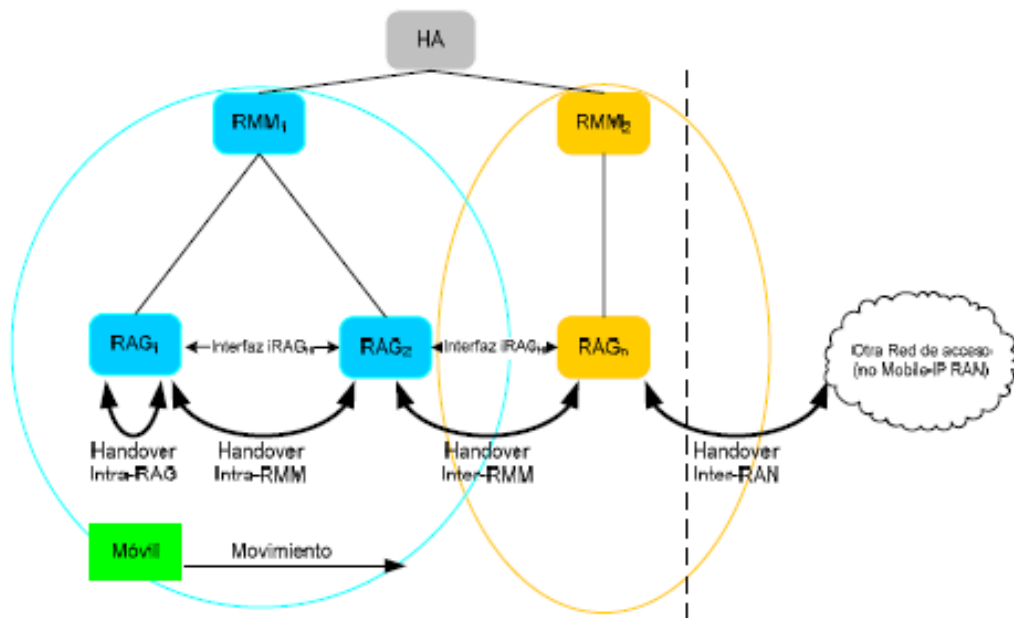 HA
RMM1
RMM2
RAG1
Interfaz iRAG
RAG2
Interfaz iRAG
RAGn
Otra Red de acceso
(no Mobile-IP RAN)
Handover
Intra-RAG
Handover
Intra-RMM
Handover
Inter-RMM
Handover
Inter-RAN
Móvil
Movimiento